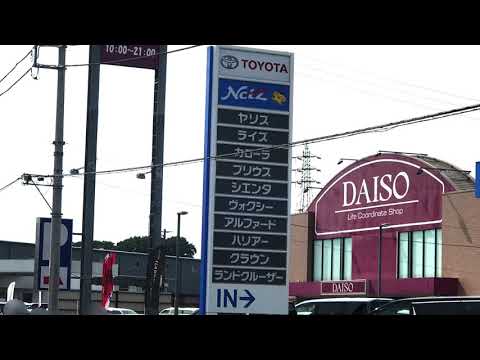 10:00～21:00
TOYOTA
Netz
ヤリス
ライズ
カローラ
プリウス
シエンタ
ヴォクシー
アルファード
ハリアー
クラウン
ランドクルーザー
IN→
DAISO
Life Coordinate Shop
DAISO
P